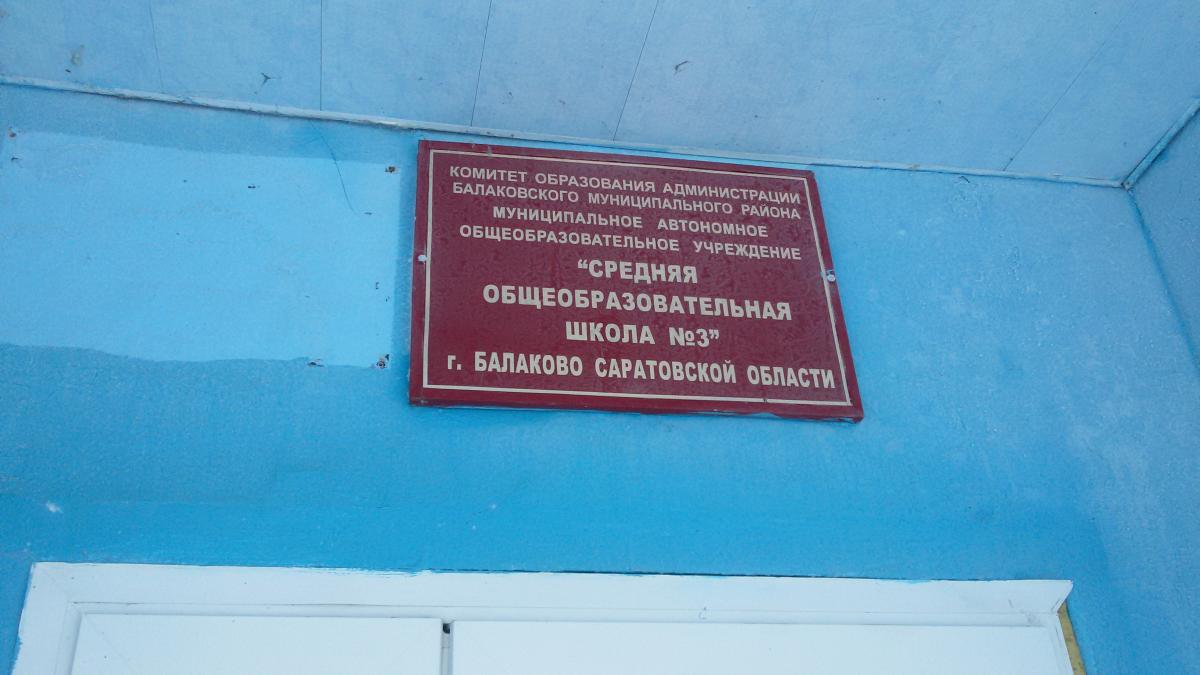 КОМИТЕТ ОБРАЗОВАНИЯ АДМИНИСТРАЦИИ
БАЛАКОВСКОГО МУНИЦИПАЛЬНОГО РАЙОНА
МУНИЦИПАЛЬНОЕ АВТОНОМНОЕ
ОБЩЕОБРАЗОВАТЕЛЬНОЕ УЧРЕЖДЕНИЕ
“СРЕДНЯЯ
ОБЩЕОБРАЗОВАТЕЛЬНАЯ
ШКОЛА №3”
г. БАЛАКОВО САРАТОВСКОЙ ОБЛАСТИ